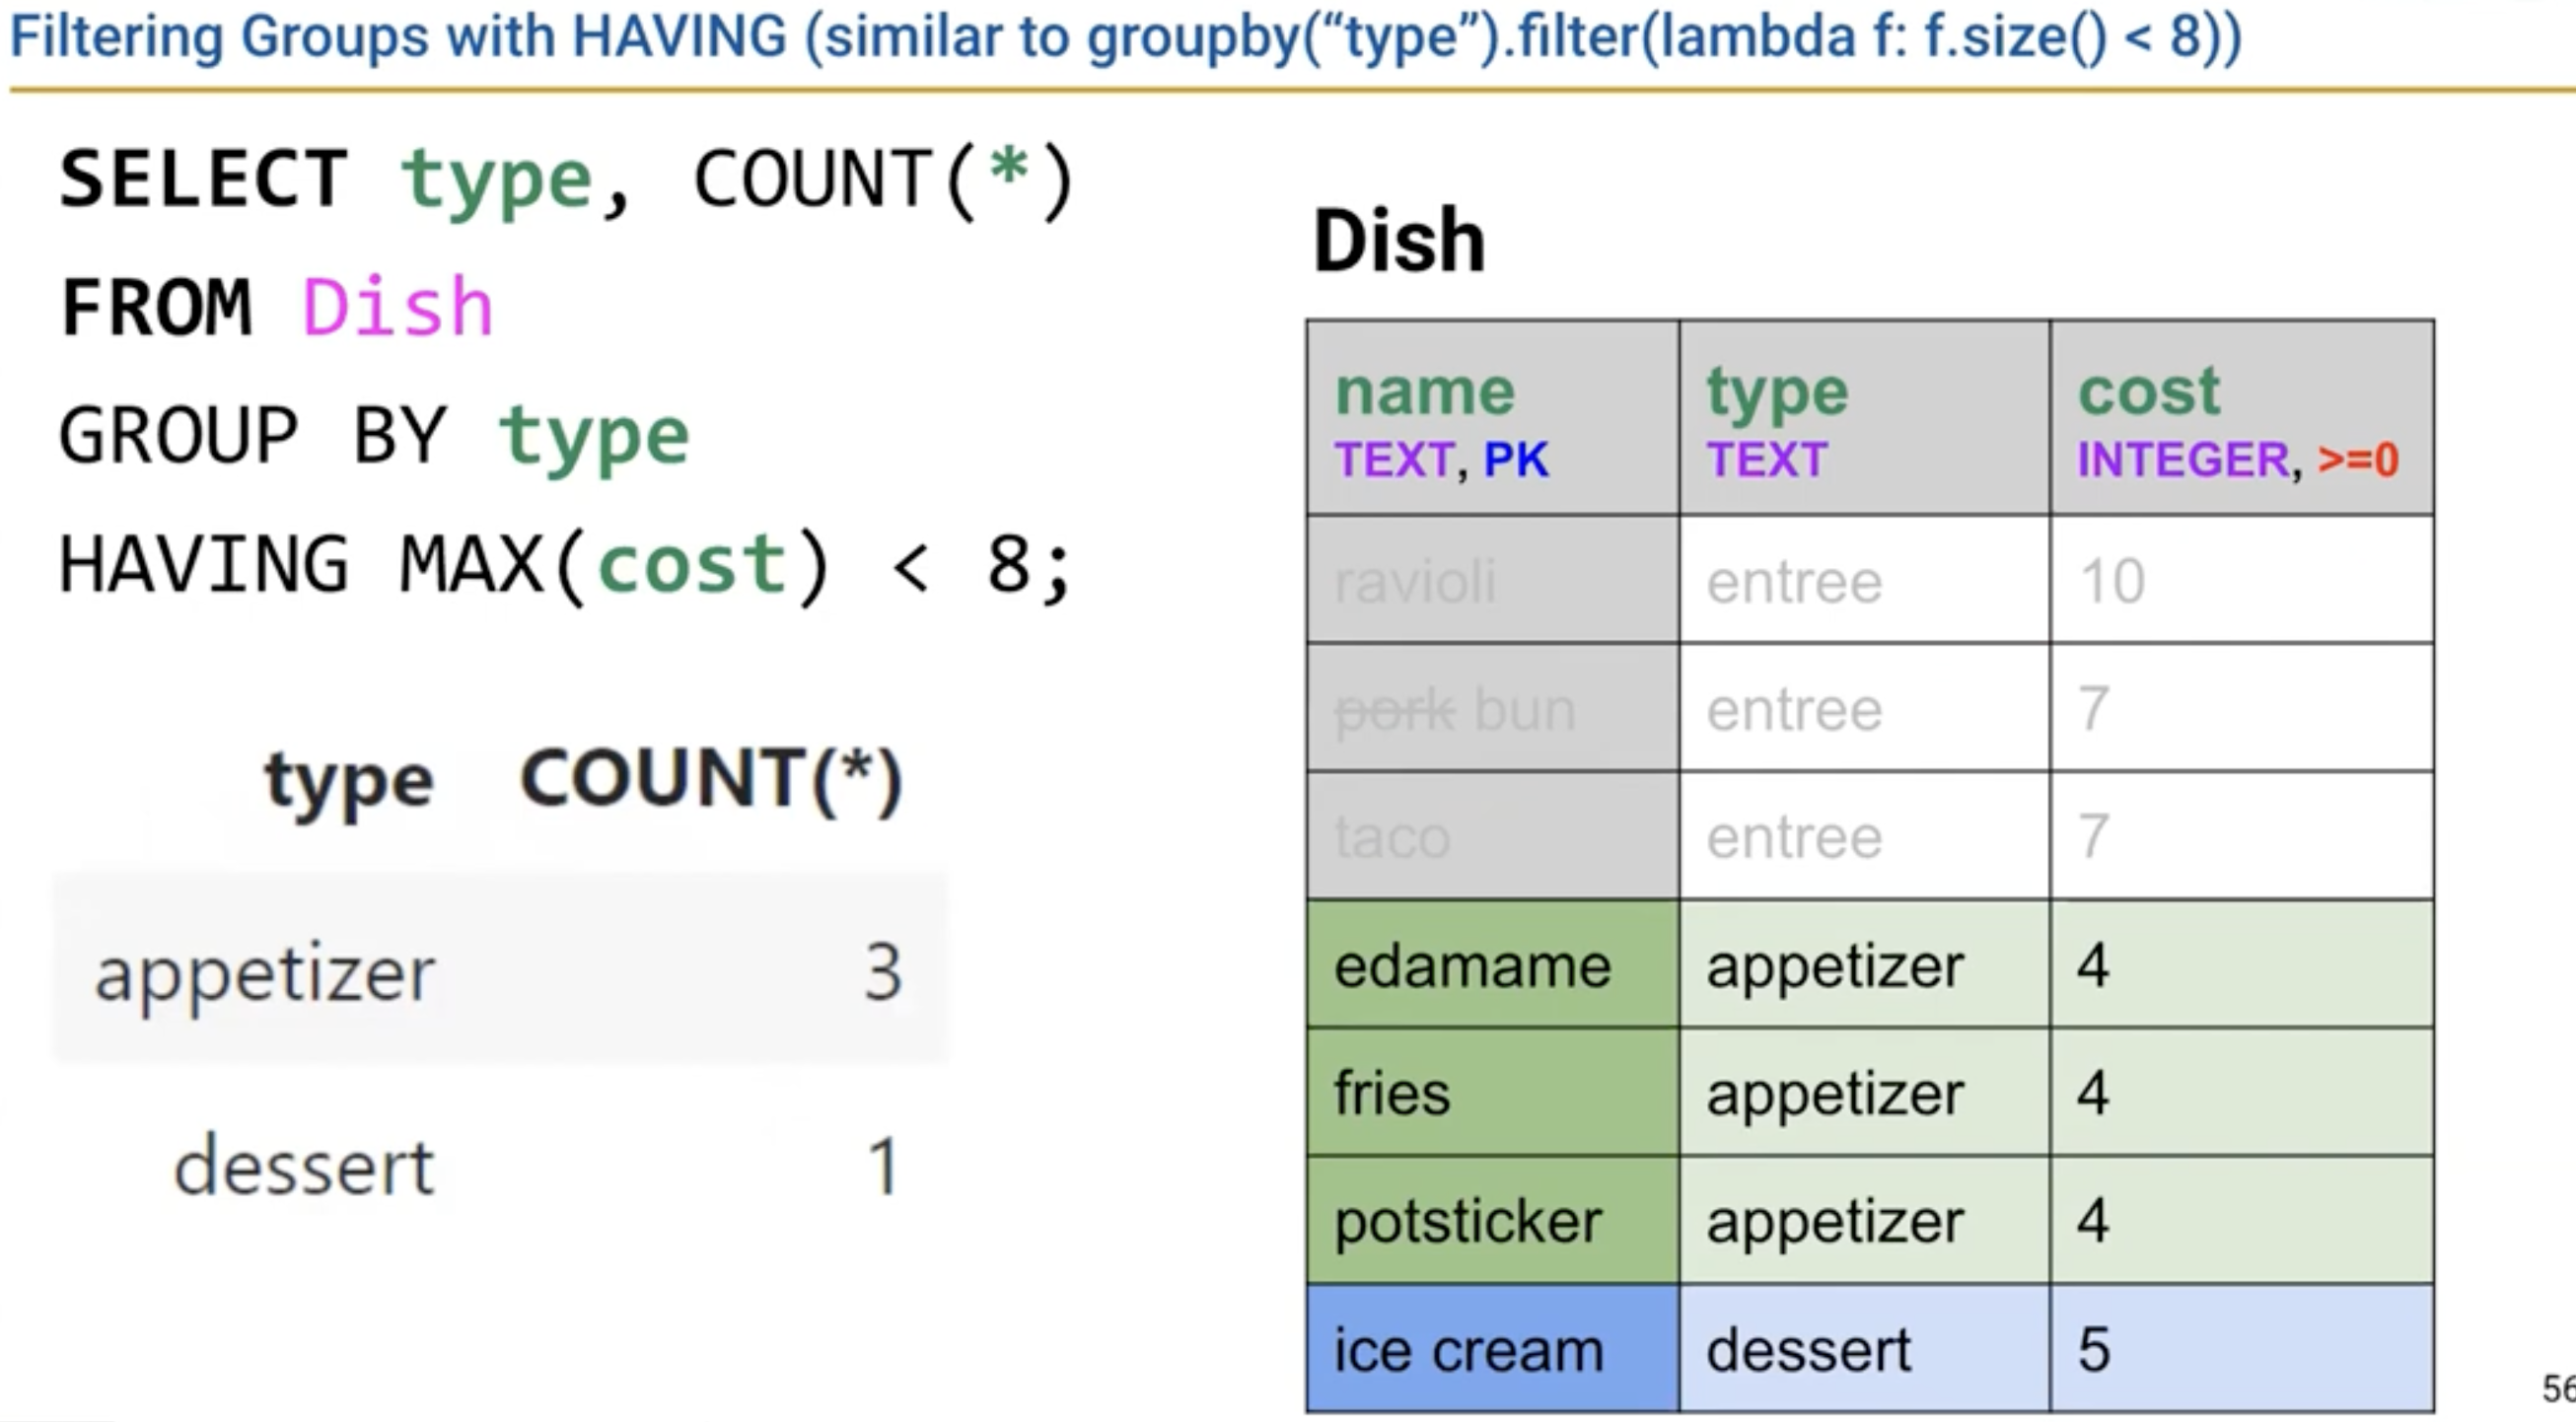 Filtering Groups with HAVING (similar to groupby(“type”).filter(lambda f: f.size() < 8))
SELECT type, COUNT(*)
FROM Dish
GROUP BY type
HAVING MAX(cost) < 8;
type COUNT(*)
appetizer 3
dessert 1
Dish
name type cost
TEXT, PK TEXT INTEGER, >=0
ravioli entree 10
pork bun entree 7
taco entree 7
edamame appetizer 4
fries appetizer 4
potsticker appetizer 4
ice cream dessert 5
56